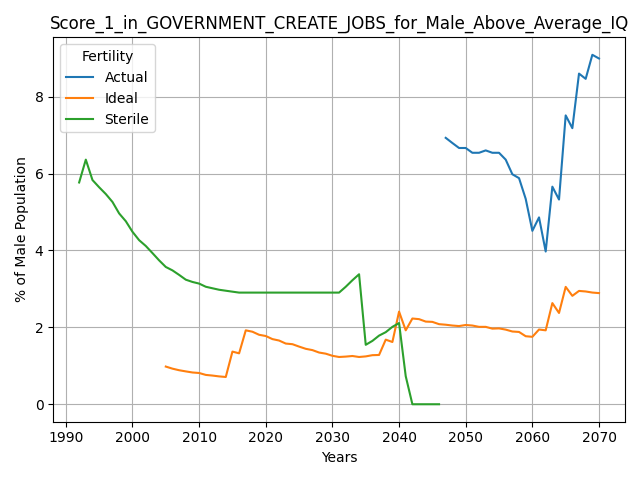 Score_1_in_GOVERNMENT_CREATE_JOBS_for_Male_Above_Average_IQ
Fertility
Actual
Ideal
Sterile
% of Male Population
8
6
4
2
0
1990 2000 2010 2020 2030 2040 2050 2060 2070
Years